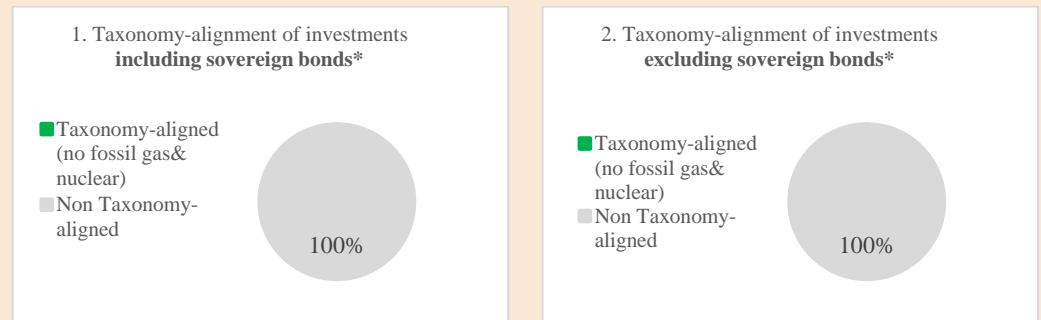 1. Taxonomy-alignment of investments
including sovereign bonds*
Taxonomy-aligned
(no fossil gas&
nuclear)
Non Taxonomy-
aligned
100%
2. Taxonomy-alignment of investments
excluding sovereign bonds*
Taxonomy-aligned
(no fossil gas&
nuclear)
Non Taxonomy-
aligned
100%